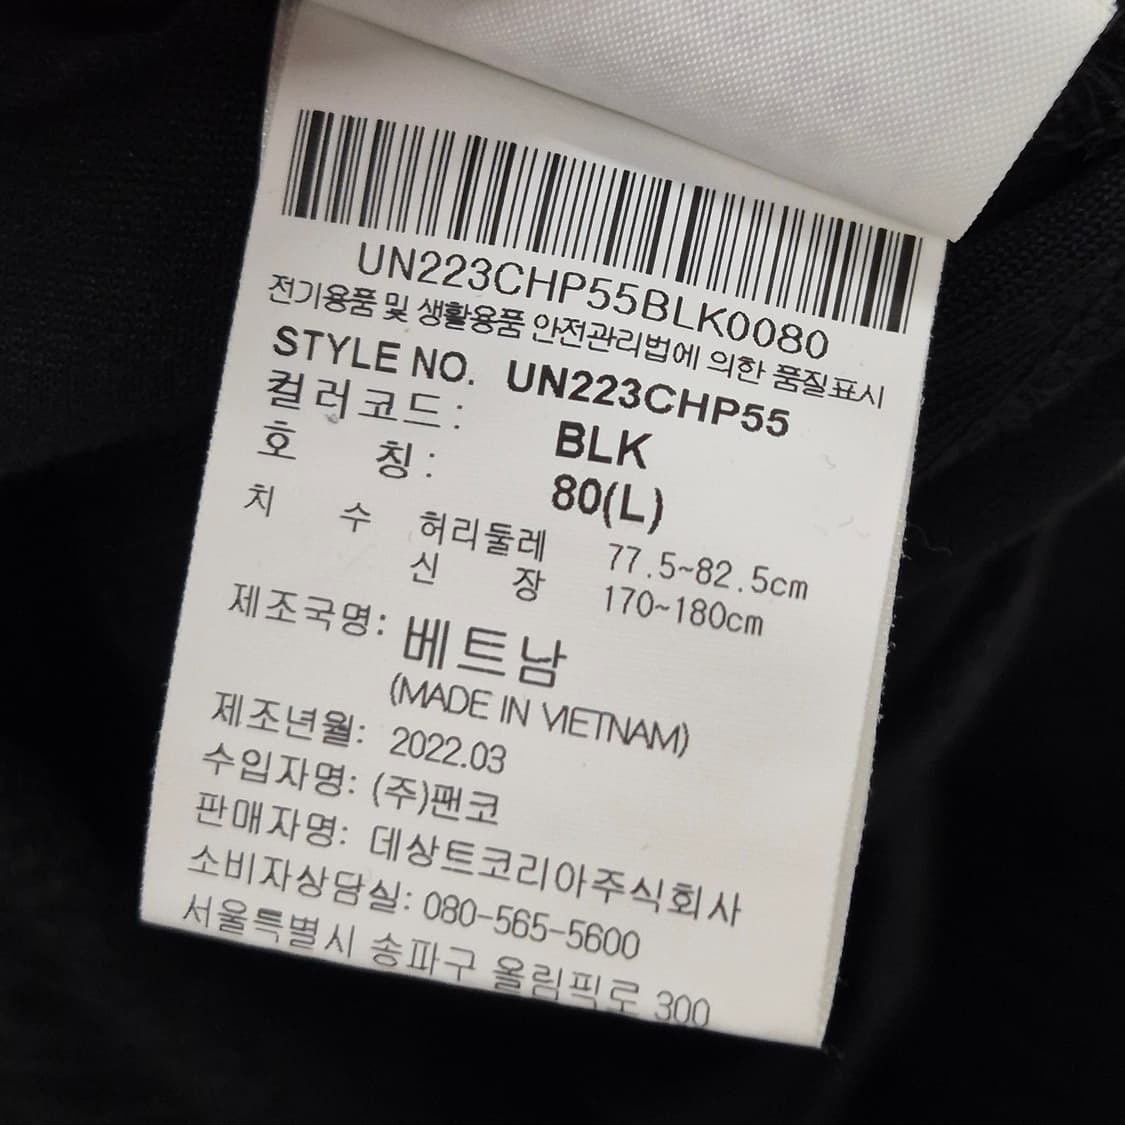 UN223CHP55BLK0080
전기용품 및 생활용품 안전관리법에 의한 품질표시
STYLE NO. UN223CHP55
컬러코드: BLK
호 칭: 80(L)
치 수 허리둘레 77.5~82.5cm
신 장 170~180cm
제조국명: 베트남
(MADE IN VIETNAM)
제조년월: 2022.03
수입자명: (주)팬코
판매자명: 데상트코리아주식회사
소비자상담실: 080-565-5600
서울특별시 송파구 올림픽로 300